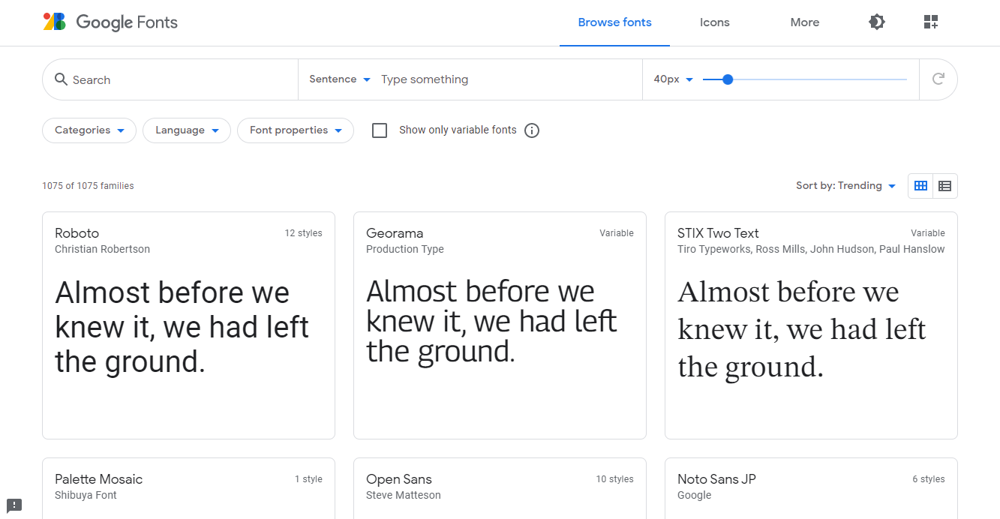 Google Fonts
Browse fonts
Icons
More
Search
Sentence
Type something
40px
Categories
Language
Font properties
Show only variable fonts
1075 of 1075 families
Sort by: Trending
Roboto
12 styles
Christian Robertson
Almost before we
knew it, we had left
the ground.
Georama
Variable
Production Type
Almost before we
knew it, we had left
the ground.
STIX Two Text
Variable
Tiro Typeworks, Ross Mills, John Hudson, Paul Hanslow
Almost before we
knew it, we had left
the ground.
Palette Mosaic
1 style
Shibuya Font
Open Sans
10 styles
Steve Matteson
Noto Sans JP
6 styles
Google